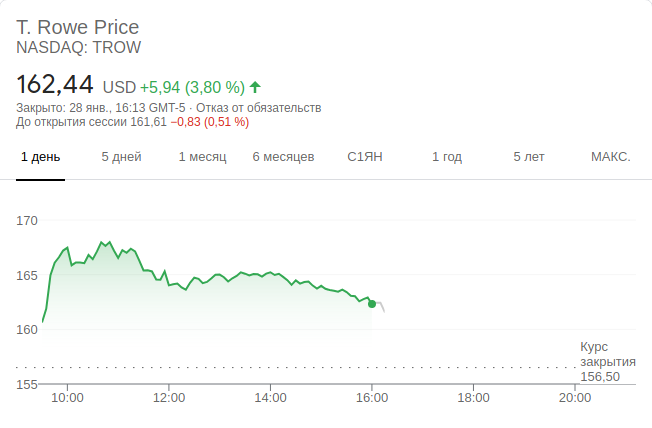 T. Rowe Price
NASDAQ: TROW
162,44 USD +5,94 (3,80 %)
Закрыто: 28 янв., 16:13 GMT-5 · Отказ от обязательств
До открытия сессии 161,61 −0,83 (0,51 %)
1 день 5 дней 1 месяц 6 месяцев С1ЯН 1 год 5 лет МАКС.
170
165
160
Курс
закрытия
156,50
155
10:00 12:00 14:00 16:00 18:00 20:00